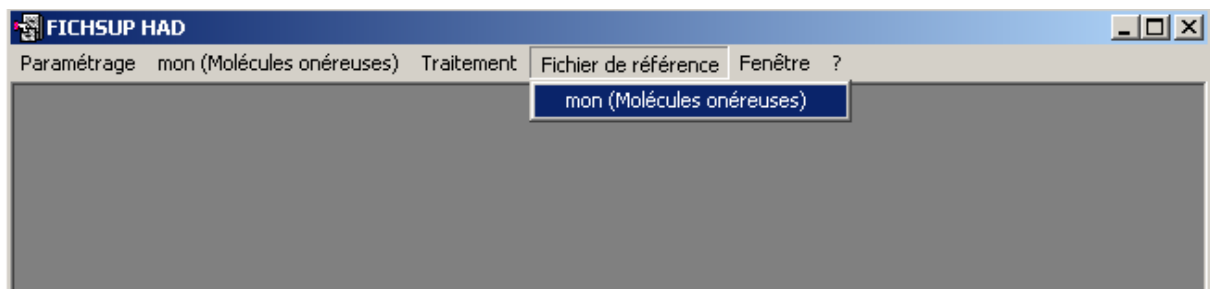 FICHSUP HAD
Paramétrage mon (Molécules onéreuses) Traitement Fichier de référence Fenêtre ?
mon (Molécules onéreuses)